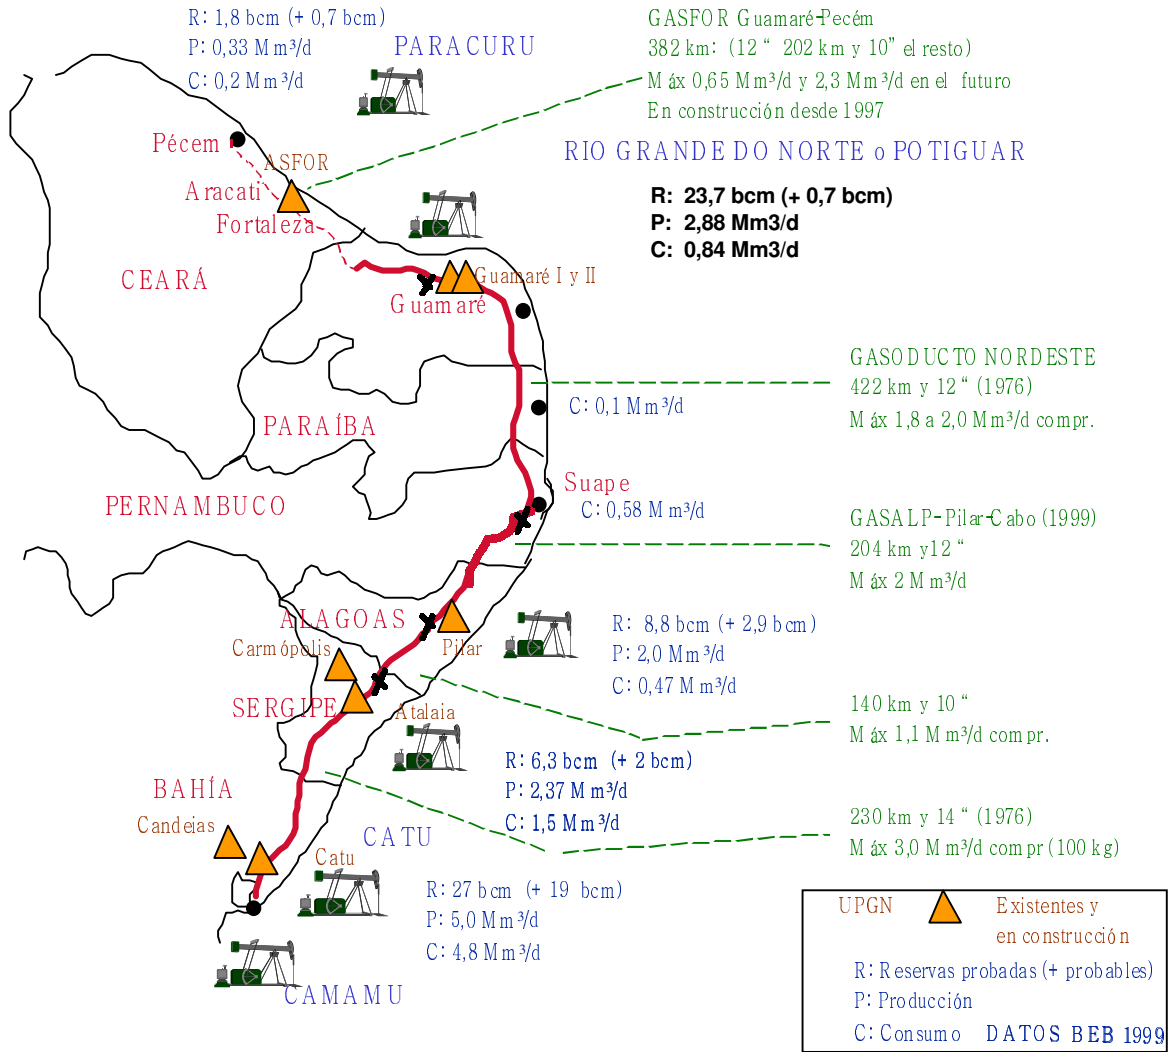 R: 1,8 bcm (+ 0,7 bcm)
P: 0,33 Mm³/d
C: 0,2 Mm³/d
PARACURU
GASFOR Guamaré-Pecém
382 km: (12 “ 202 km y 10” el resto)
Máx 0,65 Mm³/d y 2,3 Mm³/d en el futuro
En construcción desde 1997
Pécem
ASFOR
Aracati
Fortaleza
RIO GRANDE DO NORTE o POTIGUAR
R: 23,7 bcm (+ 0,7 bcm)
P: 2,88 Mm3/d
C: 0,84 Mm3/d
CEARÁ
Guamaré I y II
Guamaré
GASODUCTO NORDESTE
422 km y 12 “ (1976)
Máx 1,8 a 2,0 Mm³/d compr.
C: 0,1 Mm³/d
PARAÍBA
Suape
C: 0,58 Mm³/d
PERNAMBUCO
GASALP-Pilar-Cabo (1999)
204 km y12 “
Máx 2 Mm³/d
ALAGOAS
Carmópolis
Pilar
R: 8,8 bcm (+ 2,9 bcm)
P: 2,0 Mm³/d
C: 0,47 Mm³/d
SERGIPE
Atalaia
140 km y 10 “
Máx 1,1 Mm³/d compr.
R: 6,3 bcm (+ 2 bcm)
P: 2,37 Mm³/d
C: 1,5 Mm³/d
BAHÍA
Candeias
CATU
Catu
230 km y 14 “ (1976)
Máx 3,0 Mm³/d compr (100 kg)
R: 27 bcm (+ 19 bcm)
P: 5,0 Mm³/d
C: 4,8 Mm³/d
CAMAMU
UPGN
Existentes y
en construcción
R: Reservas probadas (+ probables)
P: Producción
C: Consumo DATOS BEB 1999